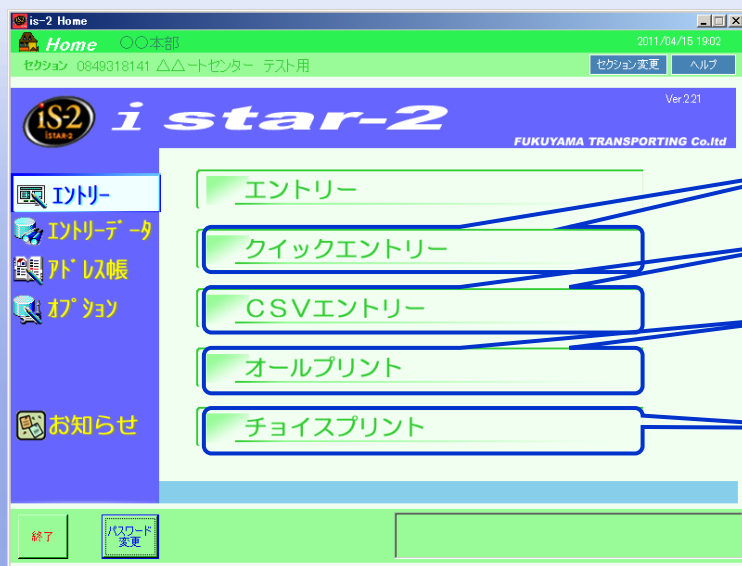 is-2 Home
Home ○○本部 2011/04/15 19:02
セクション 0849318141 △△ートセンター テスト用 セクション変更 ヘルプ
iS-2
ISTAR-2
i star-2
Ver.2.21
FUKUYAMA TRANSPORTING Co.ltd
エントリー
エントリーデータ
アドレス帳
オプション
お知らせ
エントリー
クイックエントリー
CSVエントリー
オールプリント
チョイスプリント
終了
パスワード
変更